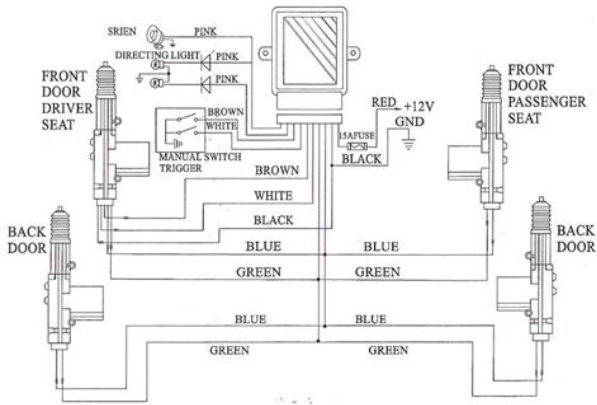 SRIEN
PINK
DIRECTING LIGHT
PINK
PINK
FRONT
DOOR
DRIVER
SEAT
BROWN
WHITE
MANUAL SWITCH
TRIGGER
RED
+12V
GND
15AFUSE
BLACK
FRONT
DOOR
PASSENGER
SEAT
BROWN
WHITE
BLACK
BACK
DOOR
BLUE
BLUE
GREEN
GREEN
BACK
DOOR
BLUE
BLUE
GREEN
GREEN